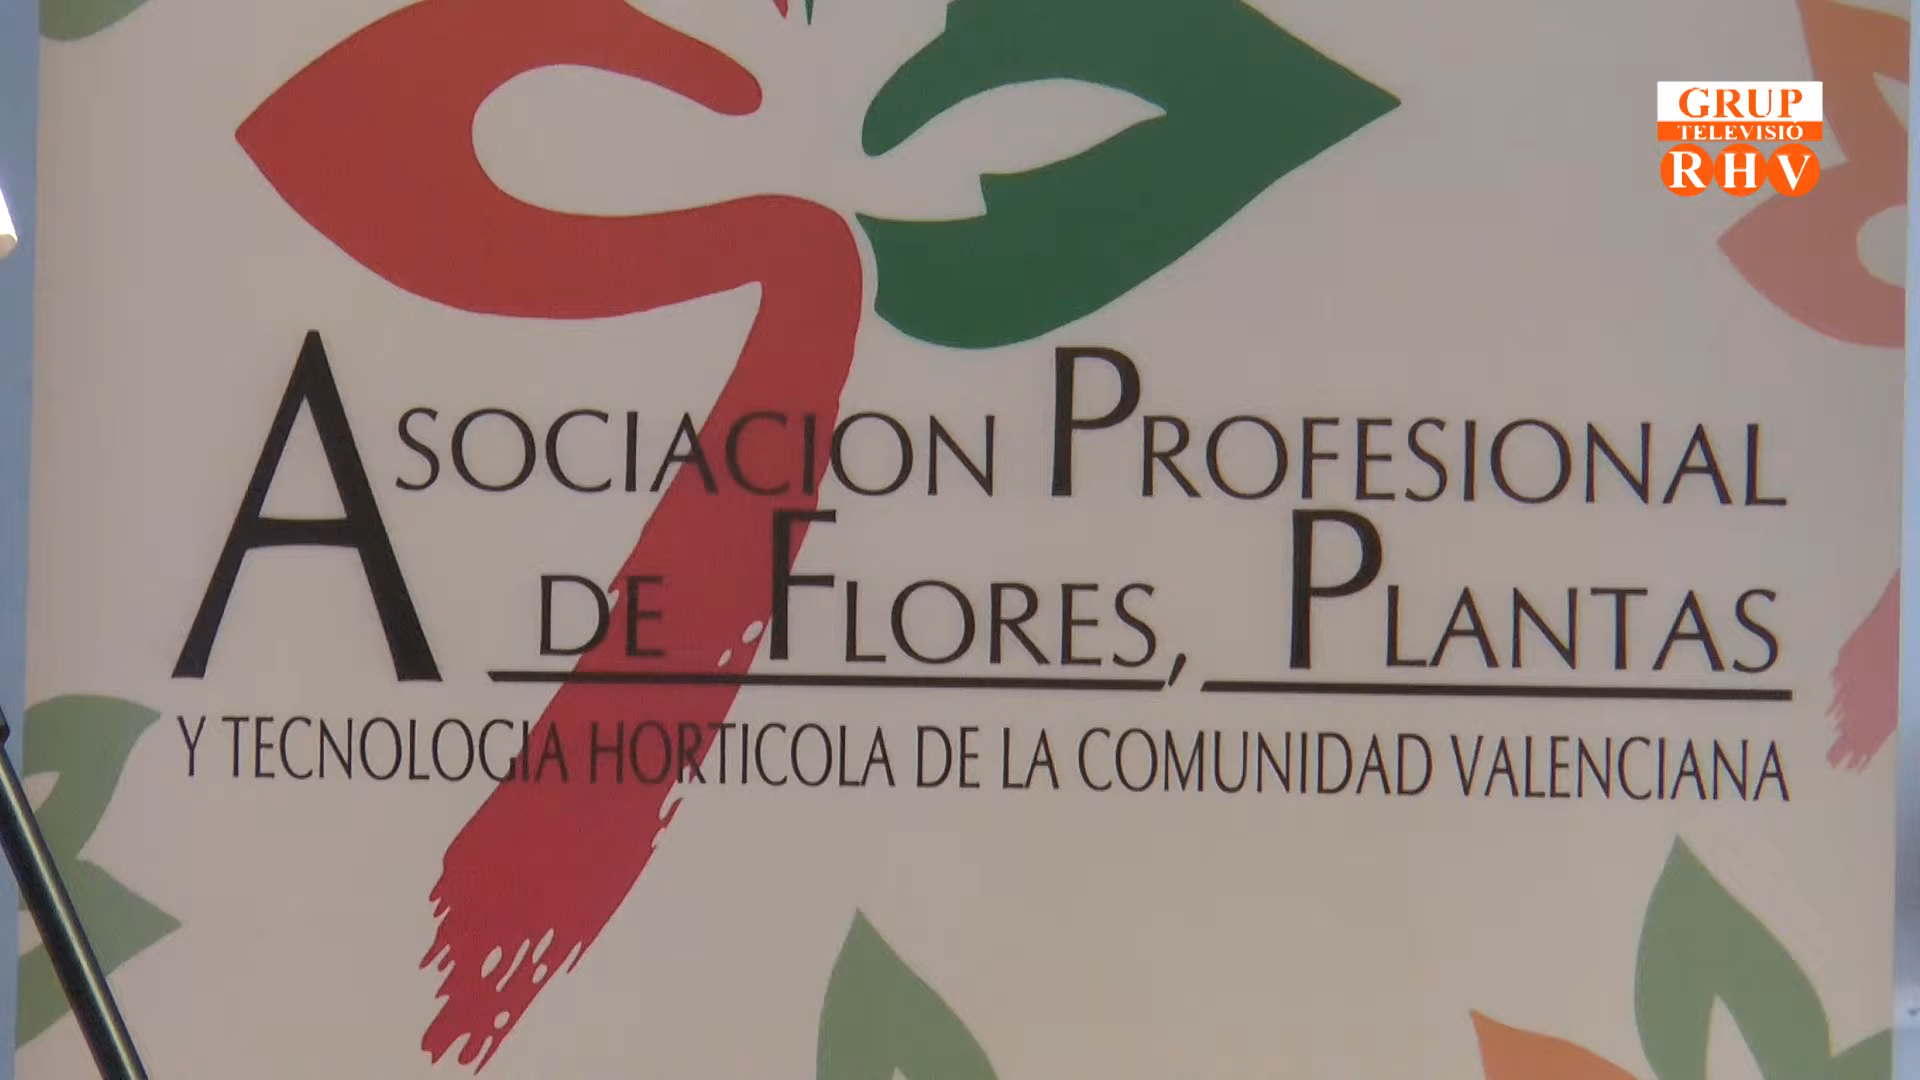 GRUP
TELEVISIÓ
RHV
ASOCIACION PROFESIONAL
DE FLORES, PLANTAS
Y TECNOLOGIA HORTICOLA DE LA COMUNIDAD VALENCIANA